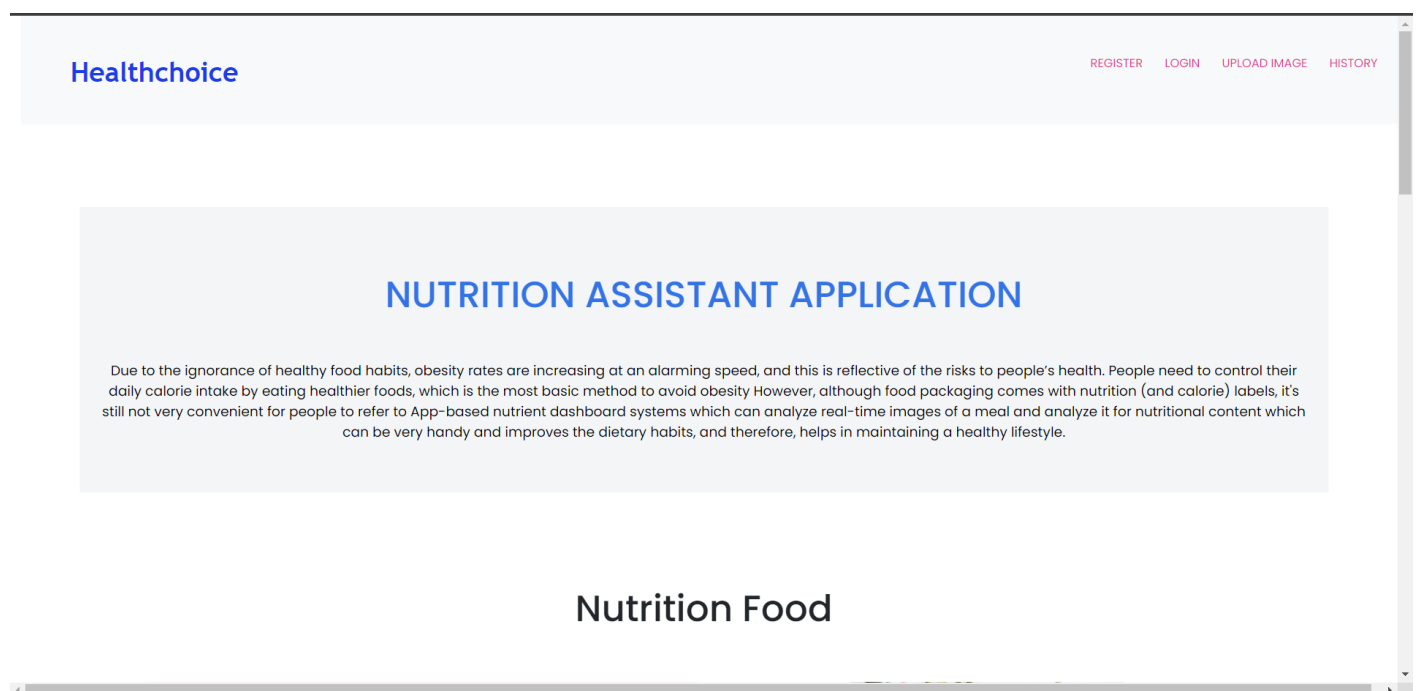 Healthchoice
REGISTER LOGIN UPLOAD IMAGE HISTORY
NUTRITION ASSISTANT APPLICATION
Due to the ignorance of healthy food habits, obesity rates are increasing at an alarming speed, and this is reflective of the risks to people's health. People need to control their
daily calorie intake by eating healthier foods, which is the most basic method to avoid obesity However, although food packaging comes with nutrition (and calorie) labels, it's
still not very convenient for people to refer to App-based nutrient dashboard systems which can analyze real-time images of a meal and analyze it for nutritional content which
can be very handy and improves the dietary habits, and therefore, helps in maintaining a healthy lifestyle.
Nutrition Food